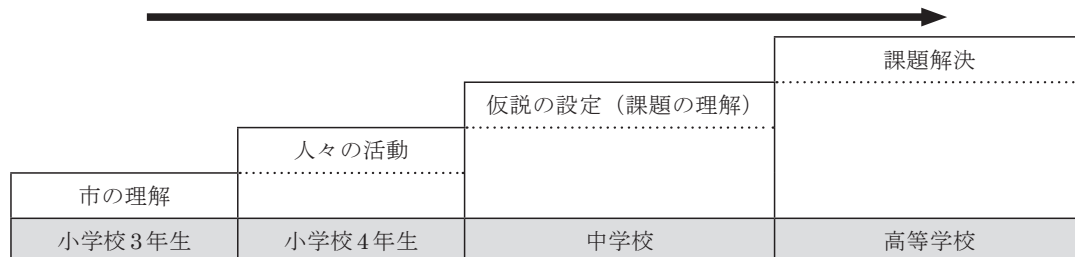 課題解決
仮説の設定（課題の理解）
人々の活動
市の理解
小学校3年生 小学校4年生 中学校 高等学校